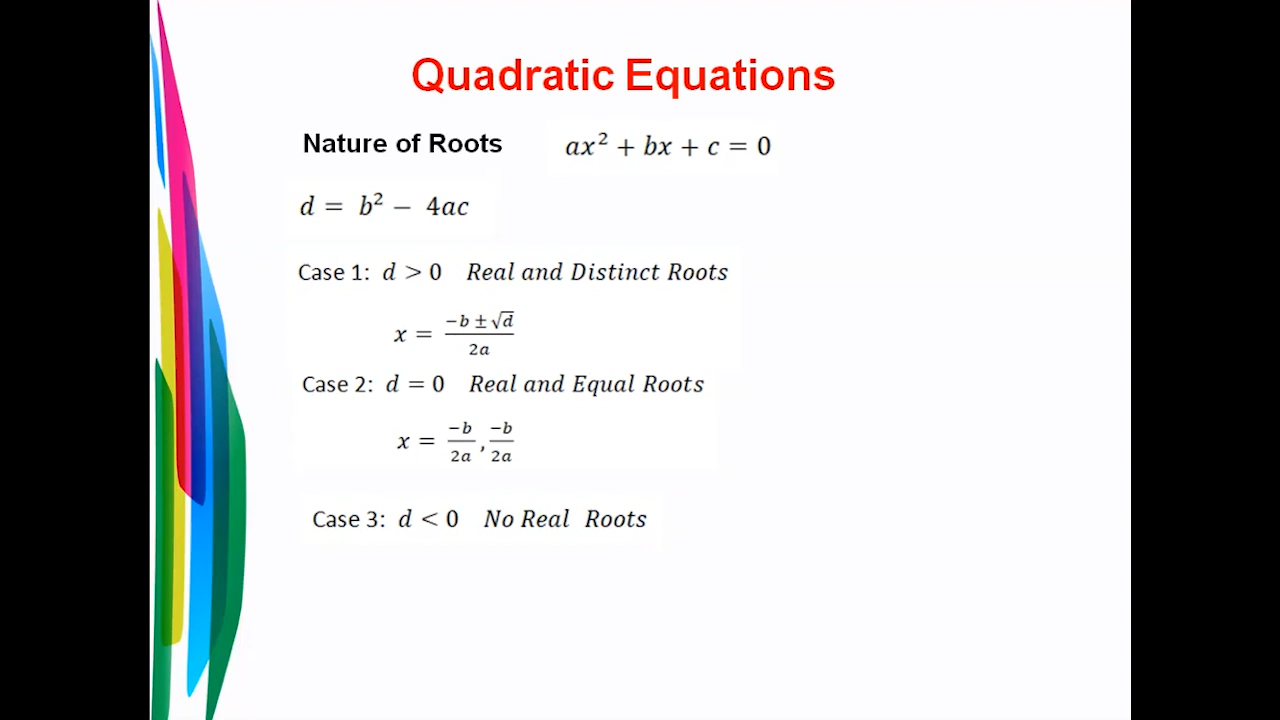 Quadratic Equations
Nature of Roots ax² + bx + c = 0
d = b² − 4ac
Case 1: d > 0 Real and Distinct Roots
x = (−b ± √d)/2a
Case 2: d = 0 Real and Equal Roots
x = −b/2a , −b/2a
Case 3: d < 0 No Real Roots